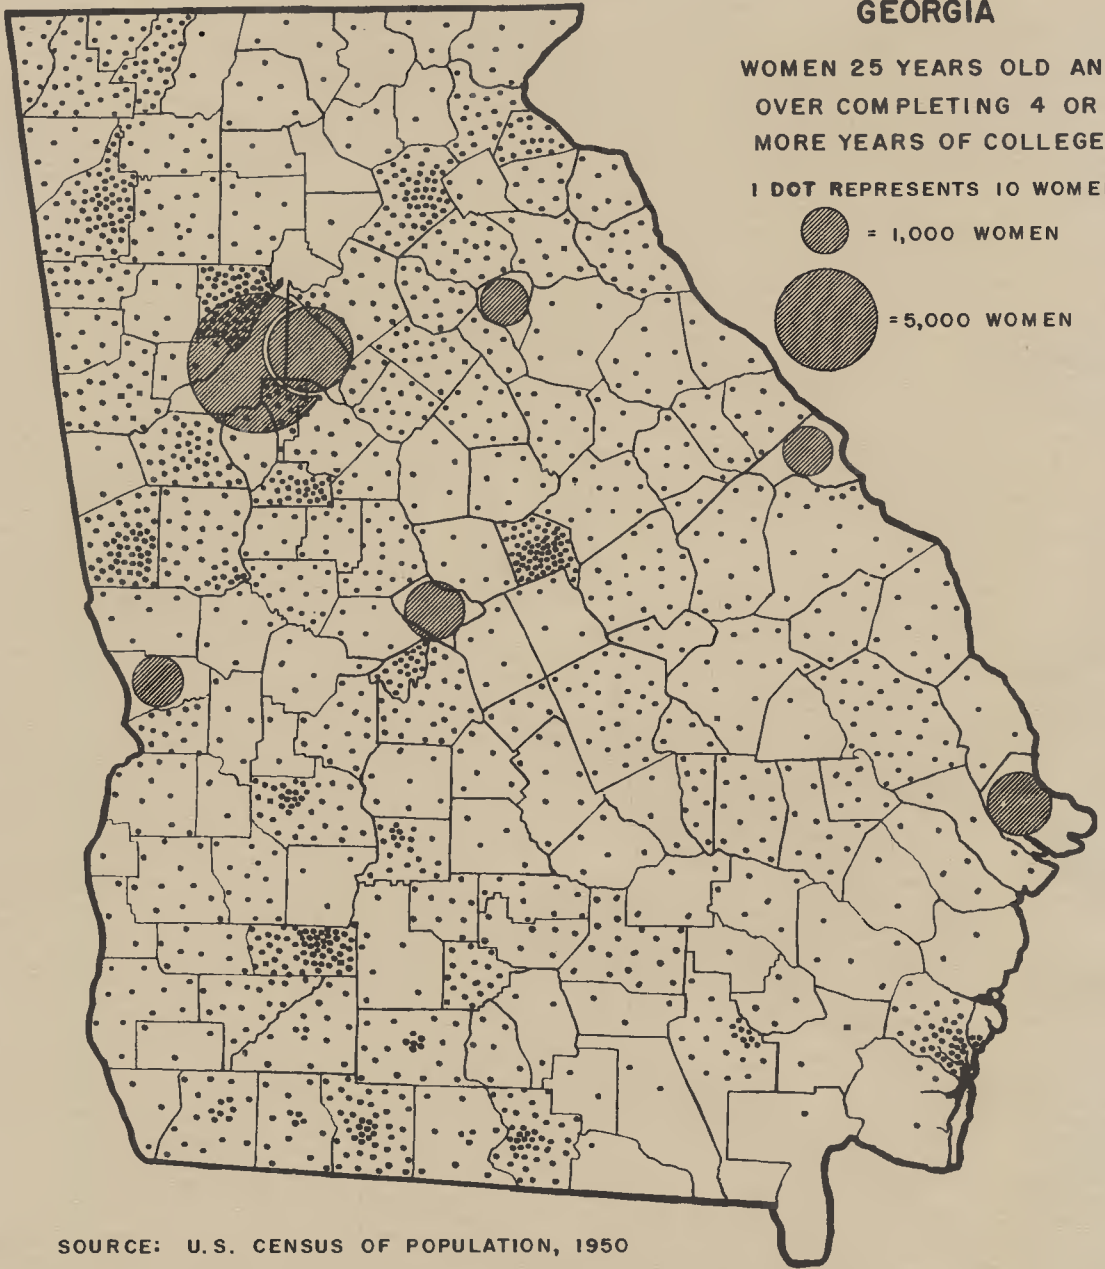 GEORGIA
WOMEN 25 YEARS OLD AN
OVER COMPLETING 4 OR
MORE YEARS OF COLLEGE
1 DOT REPRESENTS 10 WOME
= 1,000 WOMEN
= 5,000 WOMEN
SOURCE: U.S. CENSUS OF POPULATION, 1950